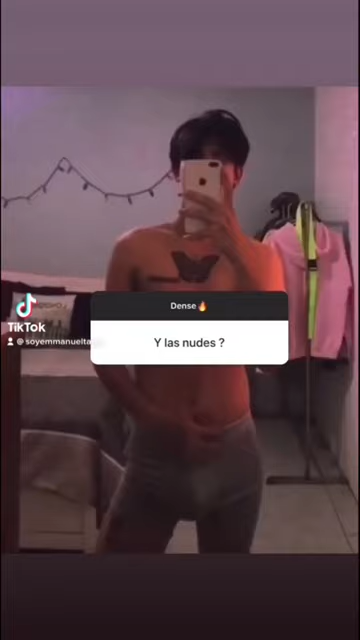 Dense🔥
Y las nudes ?
TikTok
@soyemmanuelta